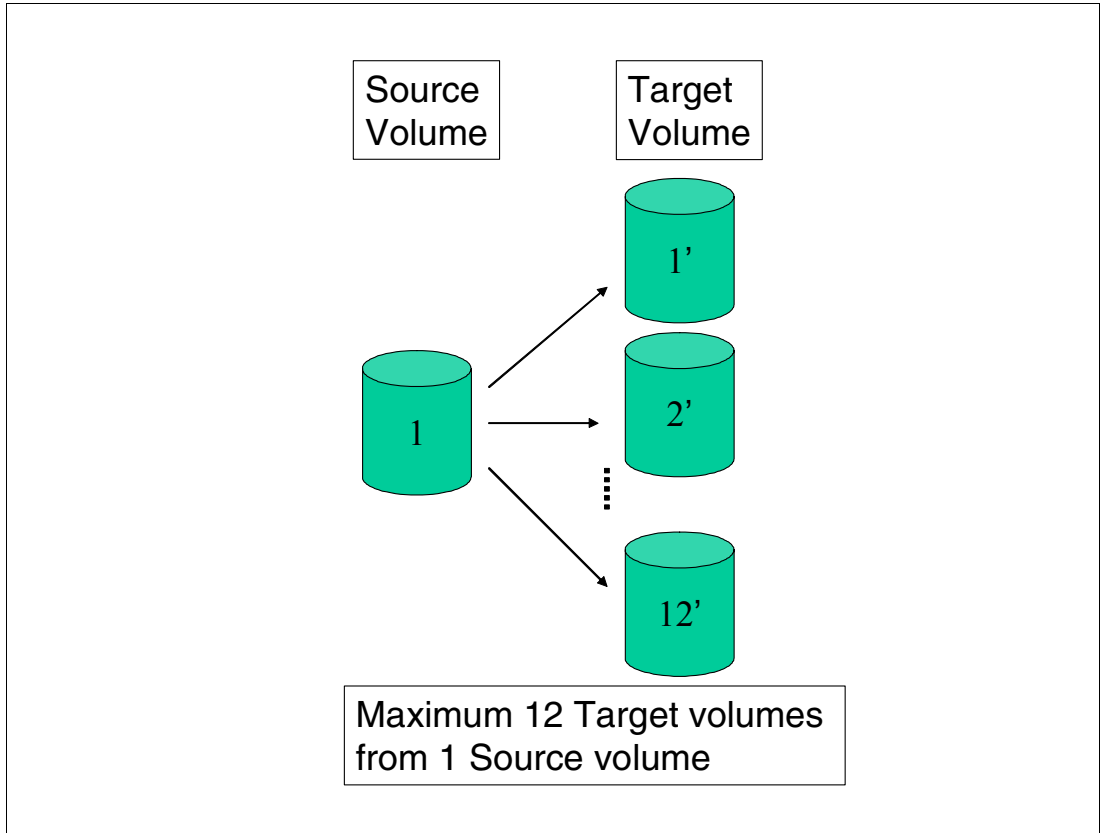 Source
Volume
Target
Volume
1’
1
2’
12’
Maximum 12 Target volumes
from 1 Source volume